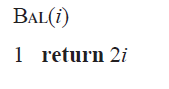 BAL(i)
1 return 2i